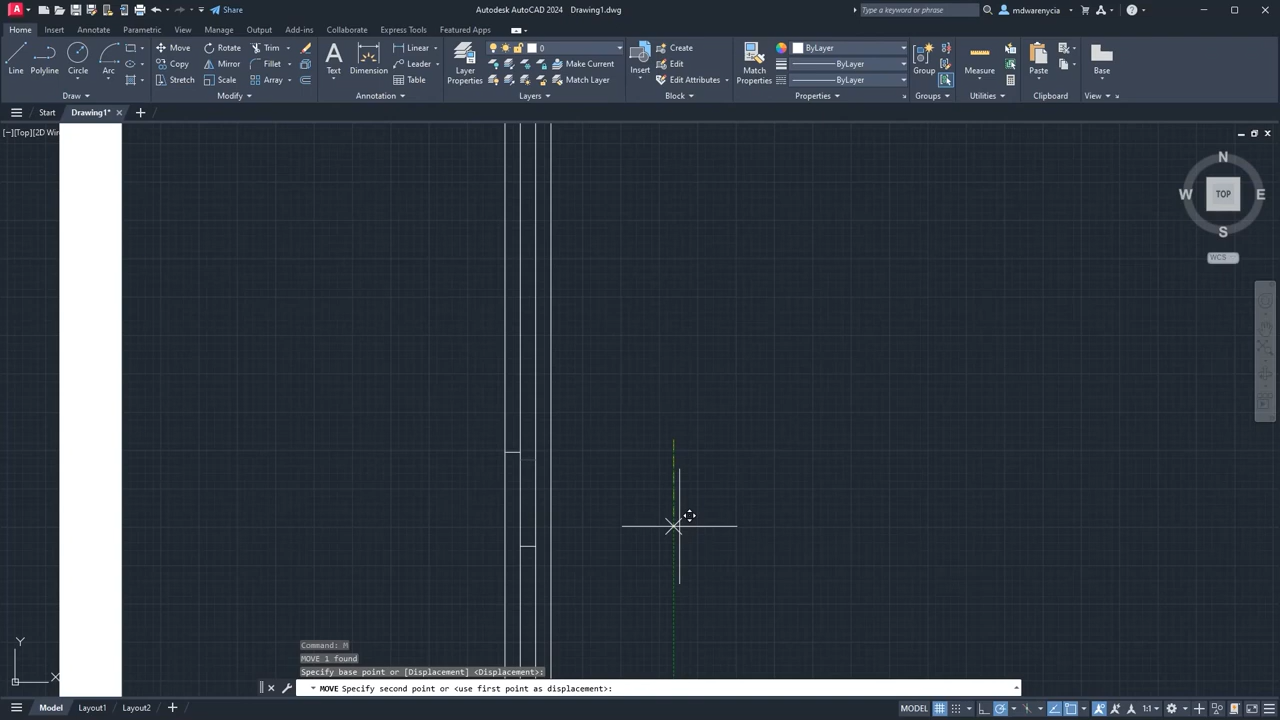 Share
Autodesk AutoCAD 2024 Drawing1.dwg
Type a keyword or phrase
mdwarenycia
Home Insert Annotate Parametric View Manage Output Add-ins Collaborate Express Tools Featured Apps
Line Polyline Circle Arc
Move Rotate Trim
Copy Mirror Fillet
Stretch Scale Array
Text Dimension
Linear
Leader
Table
Layer Properties
0
Make Current
Match Layer
Insert
Create
Edit
Edit Attributes
Match Properties
ByLayer
ByLayer
ByLayer
Group
Measure
Paste
Base
Draw Modify Annotation Layers Block Properties Groups Utilities Clipboard View
Start Drawing1*
[−][Top][2D Wir
N
W TOP E
S
WCS
Y
X
Command: M
MOVE 1 found
Specify base point or [Displacement] <Displacement>:
MOVE Specify second point or <use first point as displacement>:
Model Layout1 Layout2
MODEL 1:1